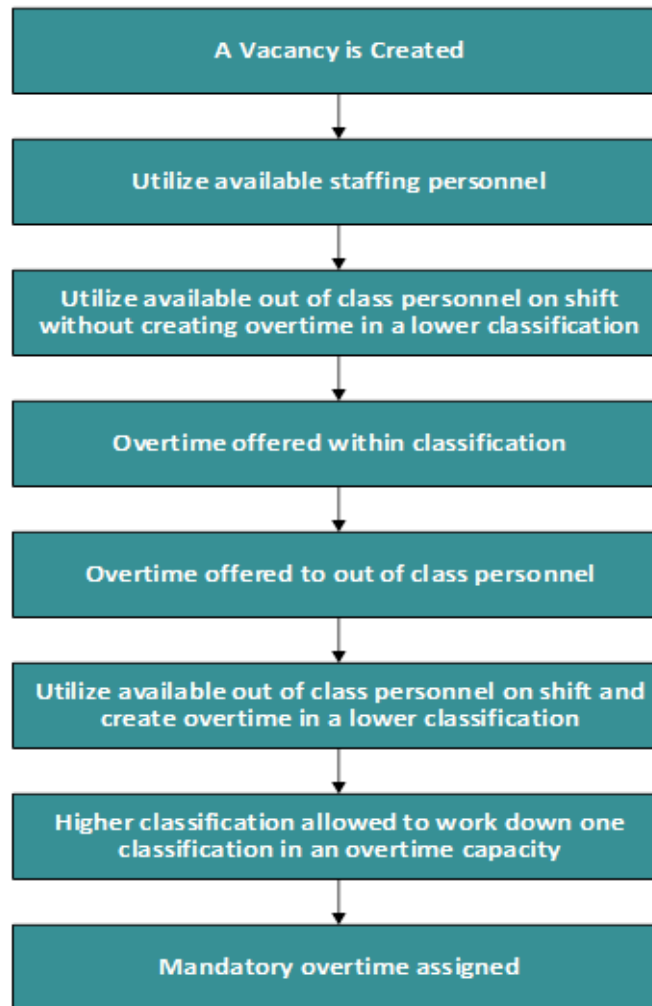 A Vacancy is Created
Utilize available staffing personnel
Utilize available out of class personnel on shift
without creating overtime in a lower classification
Overtime offered within classification
Overtime offered to out of class personnel
Utilize available out of class personnel on shift and
create overtime in a lower classification
Higher classification allowed to work down one
classification in an overtime capacity
Mandatory overtime assigned